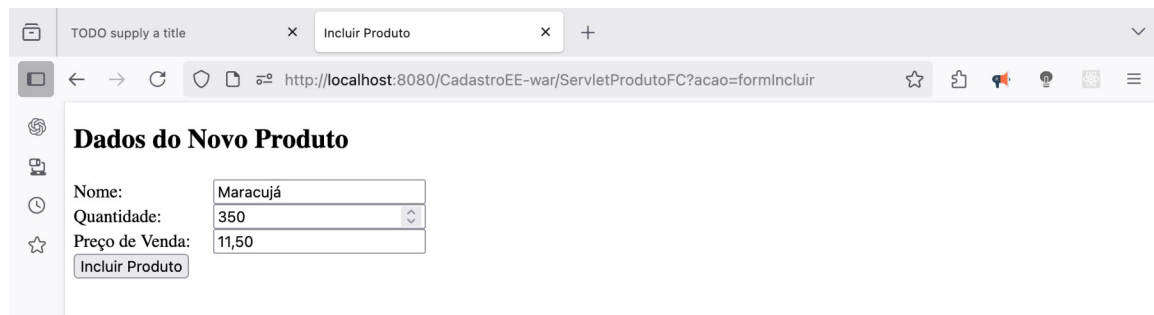 TODO supply a title
Incluir Produto
http://localhost:8080/CadastroEE-war/ServletProdutoFC?acao=formIncluir
Dados do Novo Produto
Nome: Maracujá
Quantidade: 350
Preço de Venda: 11,50
Incluir Produto